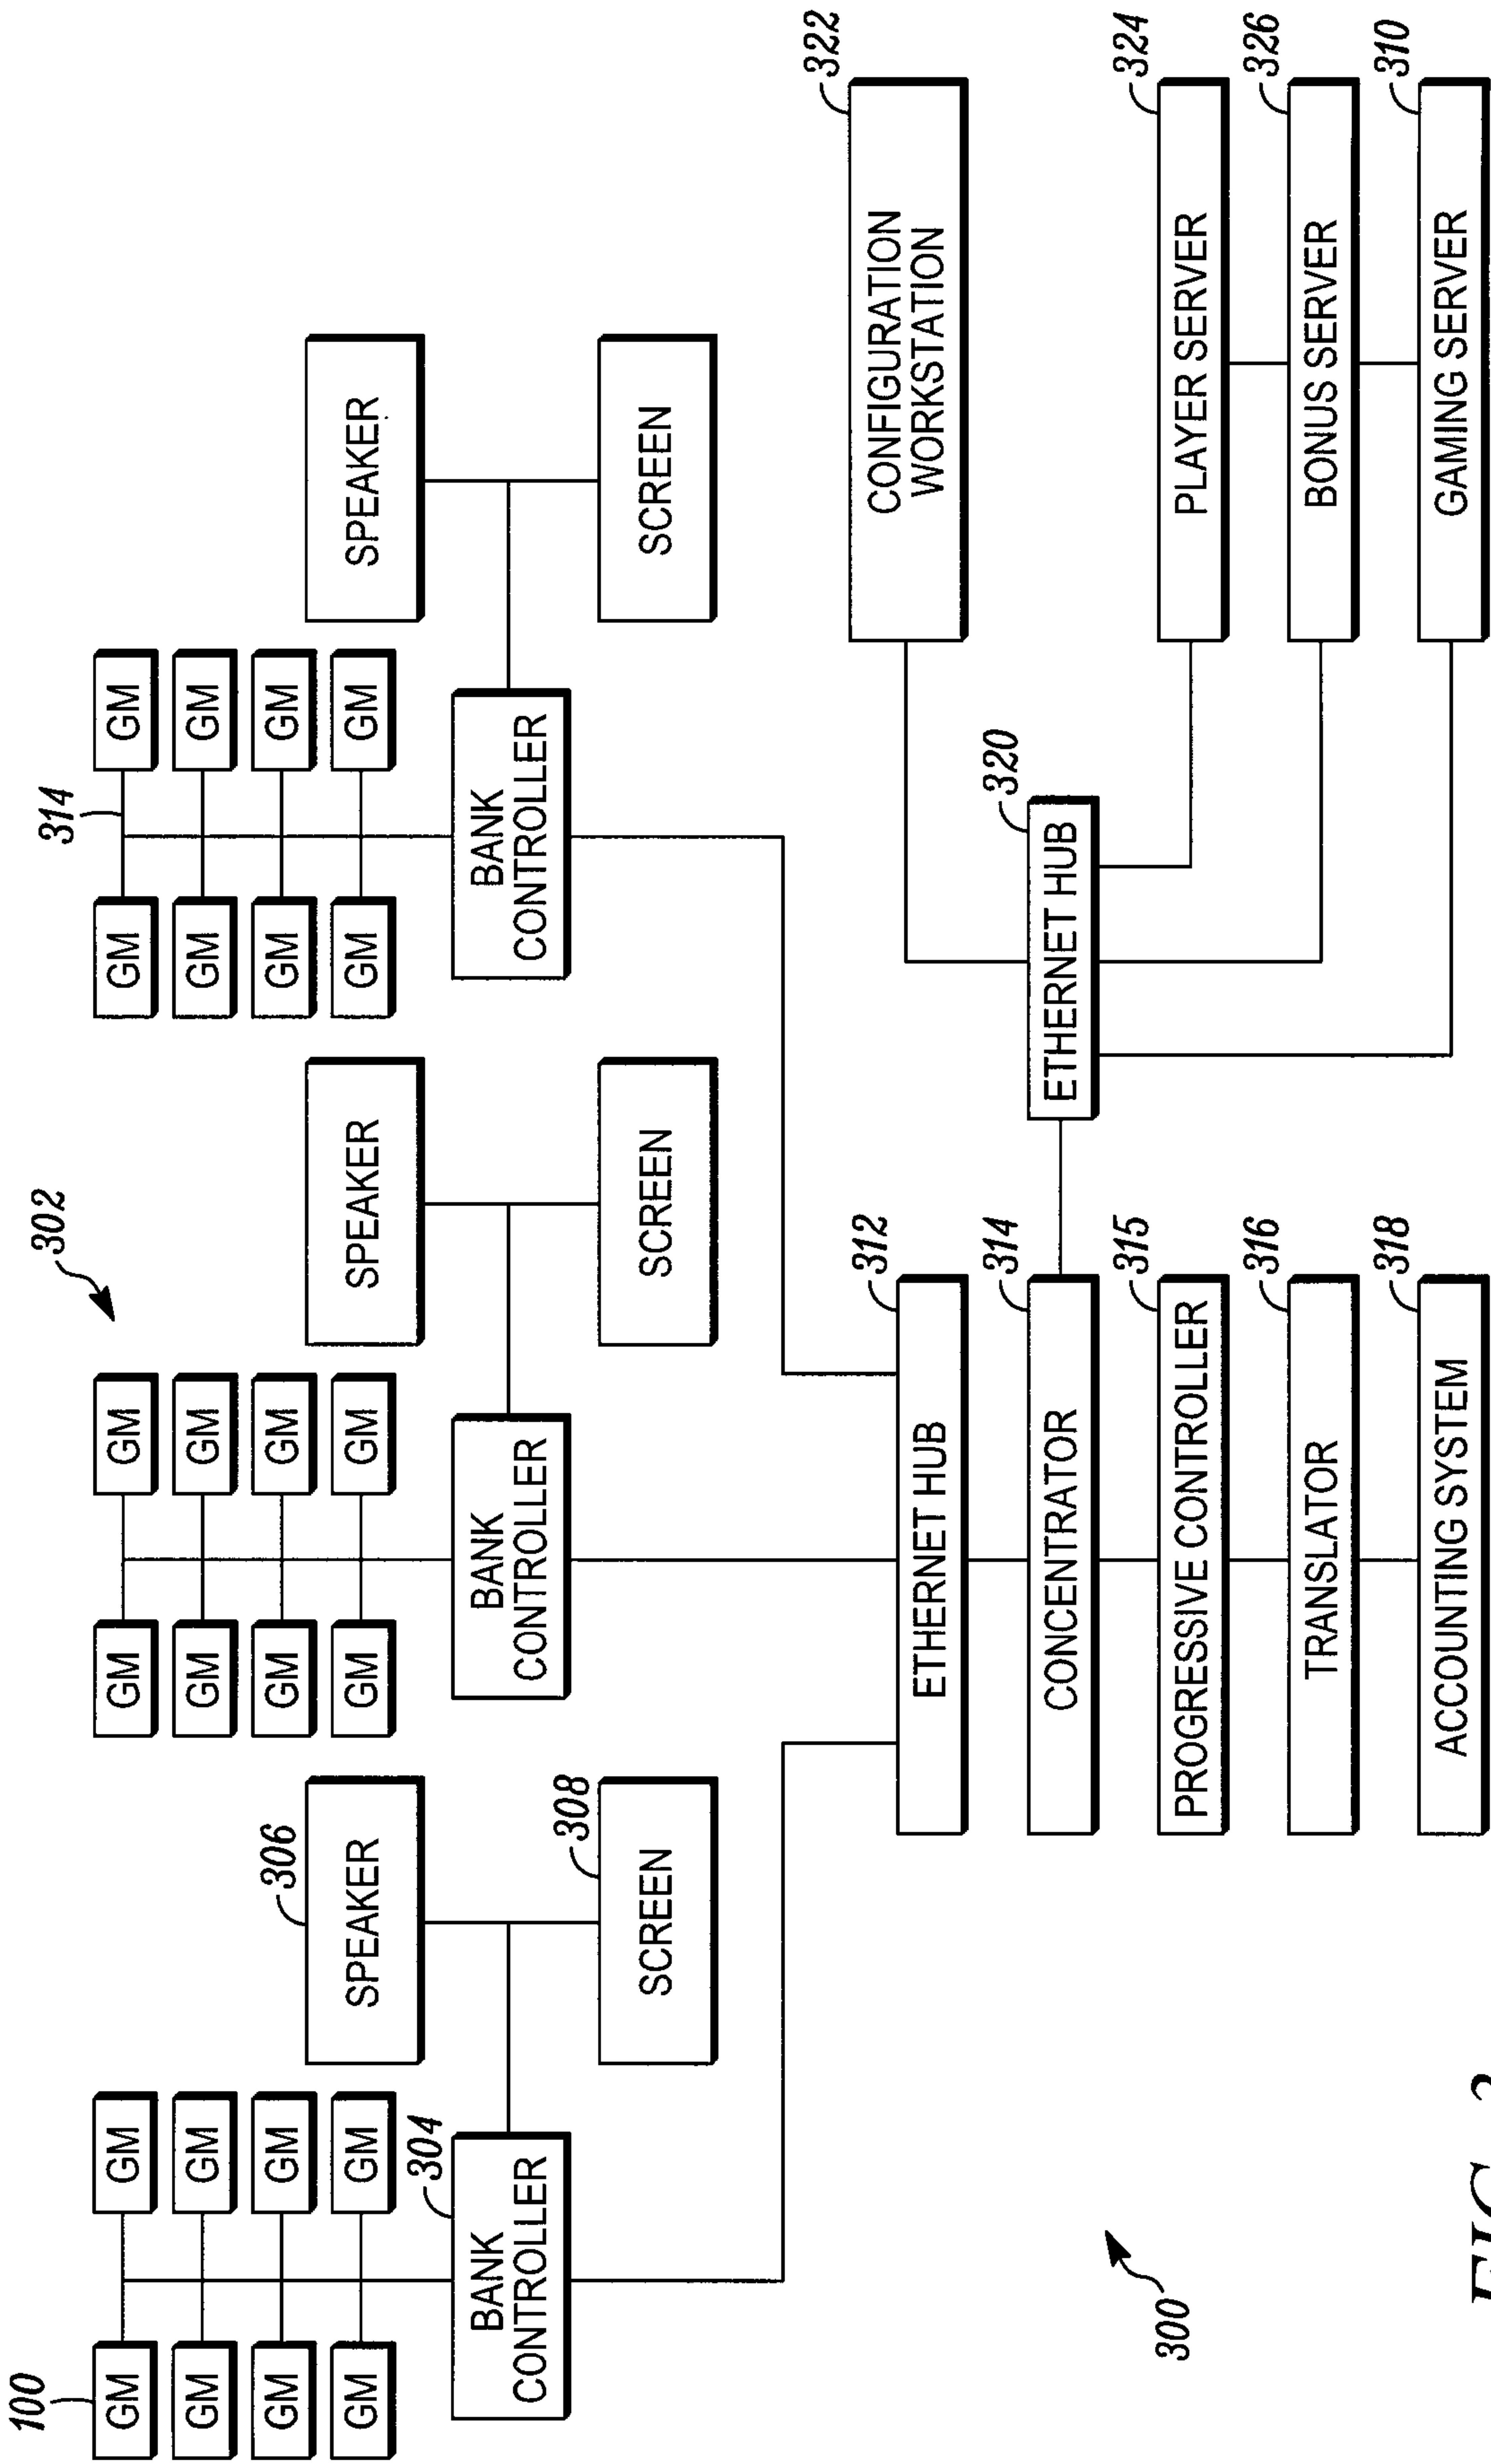 100
302
314
GM GM GM GM GM GM
GM GM GM GM GM GM
GM GM GM GM GM GM
GM GM GM GM GM GM
306
SPEAKER
SPEAKER
SPEAKER
304
BANK
CONTROLLER
BANK
CONTROLLER
BANK
CONTROLLER
308
SCREEN
SCREEN
SCREEN
322
CONFIGURATION
WORKSTATION
312
ETHERNET HUB
314
CONCENTRATOR
320
ETHERNET HUB
300
315
PROGRESSIVE CONTROLLER
324
PLAYER SERVER
316
TRANSLATOR
326
BONUS SERVER
318
ACCOUNTING SYSTEM
310
GAMING SERVER
FIG